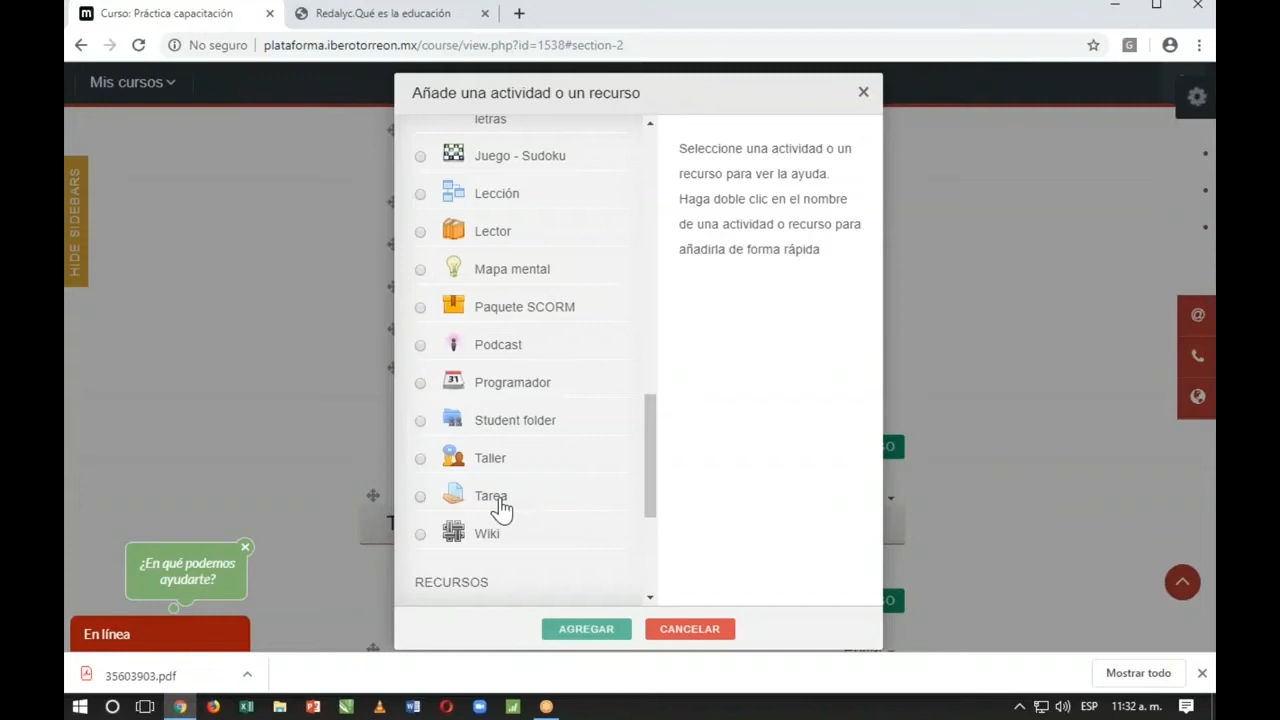 Curso: Práctica capacitación
Redalyc.Qué es la educación
No seguro
plataforma.iberotorreon.mx/course/view.php?id=1538#section-2
G
Mis cursos
Añade una actividad o un recurso
letras
Juego - Sudoku
Lección
Lector
Mapa mental
Paquete SCORM
Podcast
31
Programador
Student folder
Taller
Tarea
Wiki
RECURSOS
Seleccione una actividad o un
recurso para ver la ayuda.
Haga doble clic en el nombre
de una actividad o recurso para
añadirla de forma rápida
AGREGAR
CANCELAR
HIDE SIDEBARS
@
¿En qué podemos
ayudarte?
En línea
35603903.pdf
Mostrar todo
ESP
11:32 a. m.